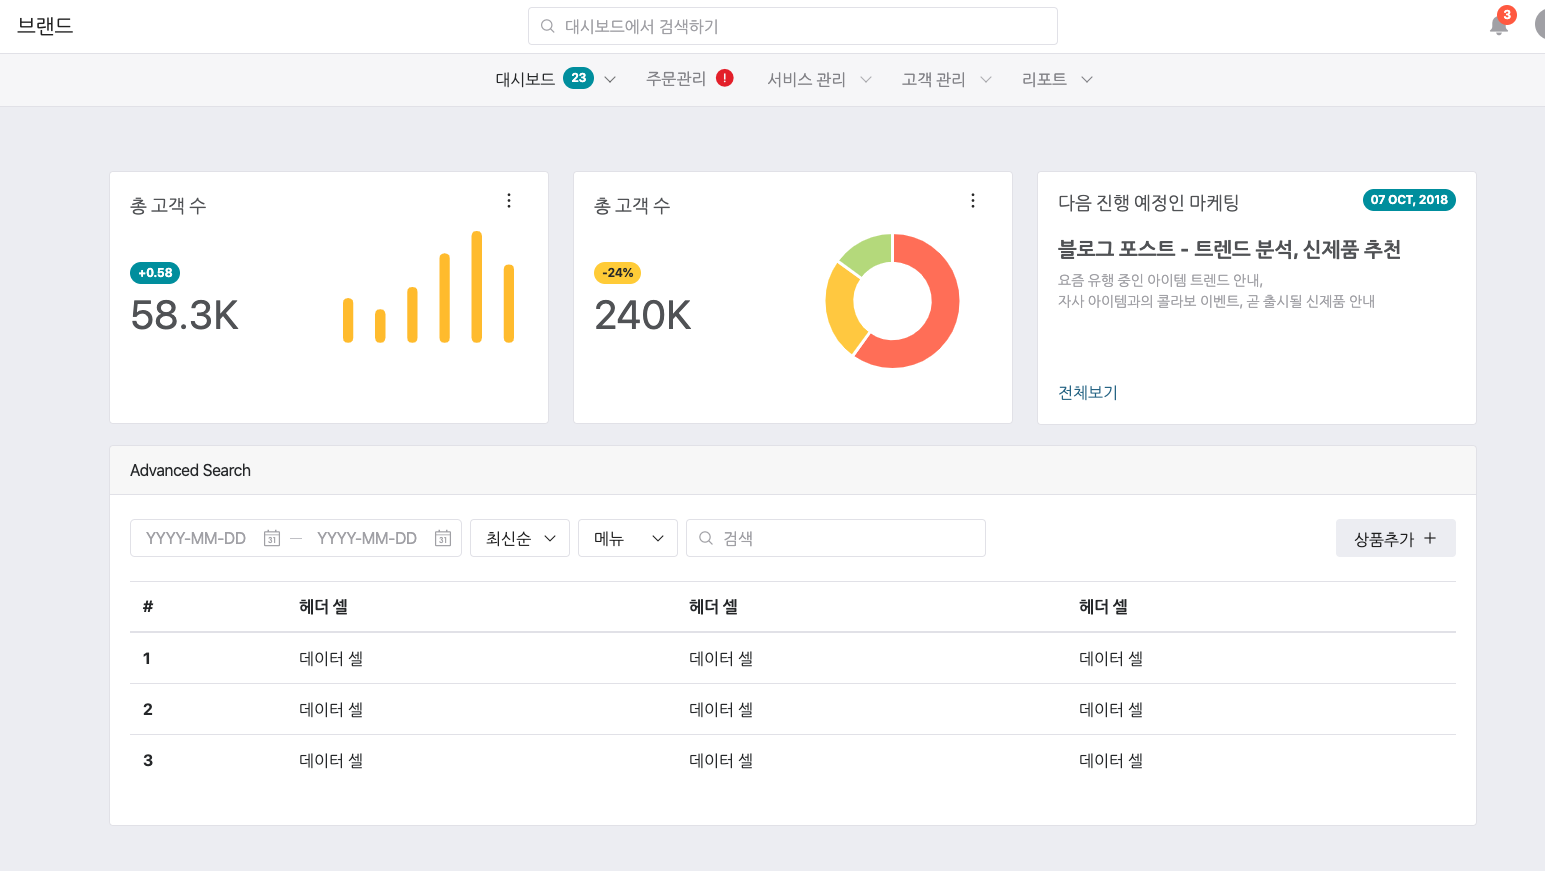 브랜드
대시보드에서 검색하기
3
대시보드 23
주문관리 !
서비스 관리
고객 관리
리포트
총 고객 수
+0.58
58.3K
총 고객 수
-24%
240K
다음 진행 예정인 마케팅
07 OCT, 2018
블로그 포스트 - 트렌드 분석, 신제품 추천
요즘 유행 중인 아이템 트렌드 안내,
자사 아이템과의 콜라보 이벤트, 곧 출시될 신제품 안내
전체보기
Advanced Search
YYYY-MM-DD 31 — YYYY-MM-DD 31
최신순
메뉴
검색
상품추가 +
# 헤더 셀 헤더 셀 헤더 셀
1 데이터 셀 데이터 셀 데이터 셀
2 데이터 셀 데이터 셀 데이터 셀
3 데이터 셀 데이터 셀 데이터 셀